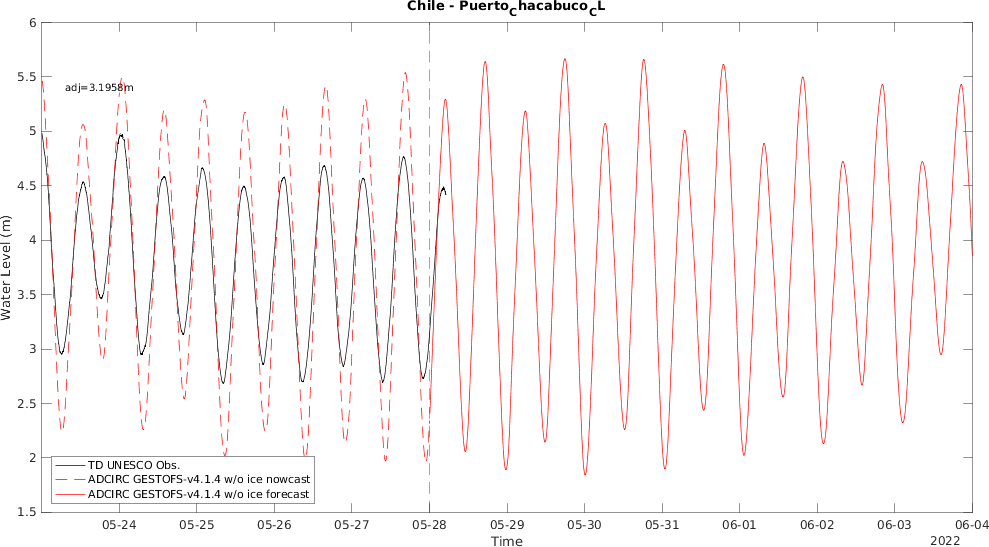 Chile - Puerto_Chacabuco_CL
6
5.5
adj=3.1958m
5
4.5
4
3.5
3
2.5
2
1.5
Water Level (m)
TD UNESCO Obs.
ADCIRC GESTOFS-v4.1.4 w/o ice nowcast
ADCIRC GESTOFS-v4.1.4 w/o ice forecast
05-24 05-25 05-26 05-27 05-28 05-29 05-30 05-31 06-01 06-02 06-03 06-04
Time
2022